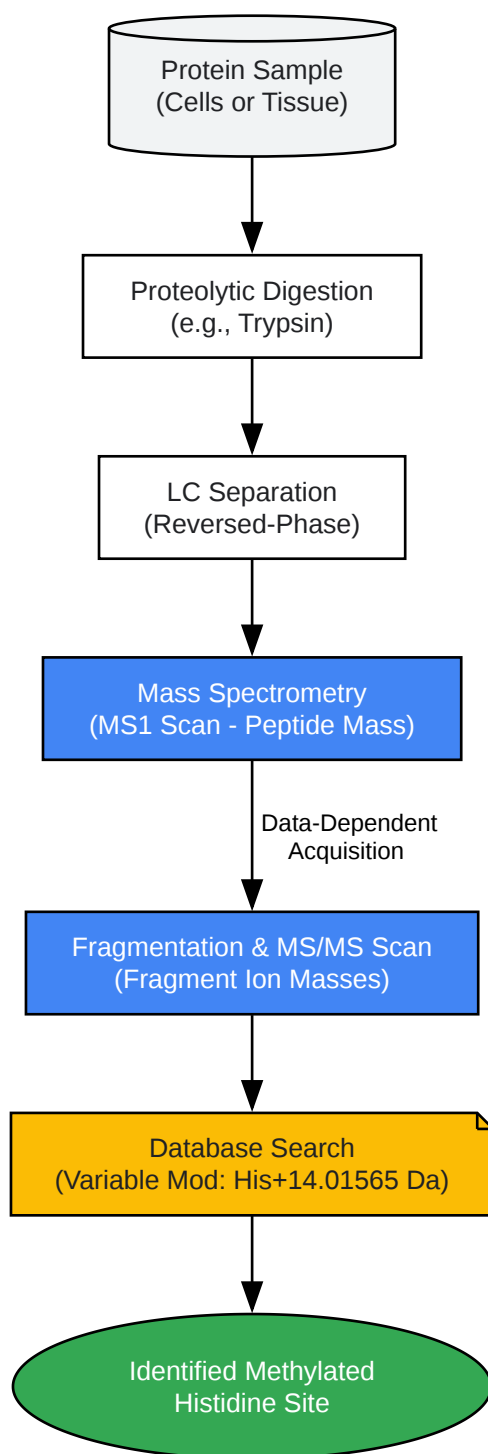 Protein Sample
(Cells or Tissue)
Proteolytic Digestion
(e.g., Trypsin)
LC Separation
(Reversed-Phase)
Mass Spectrometry
(MS1 Scan - Peptide Mass)
Data-Dependent
Acquisition
Fragmentation & MS/MS Scan
(Fragment Ion Masses)
Database Search
(Variable Mod: His+14.01565 Da)
Identified Methylated
Histidine Site